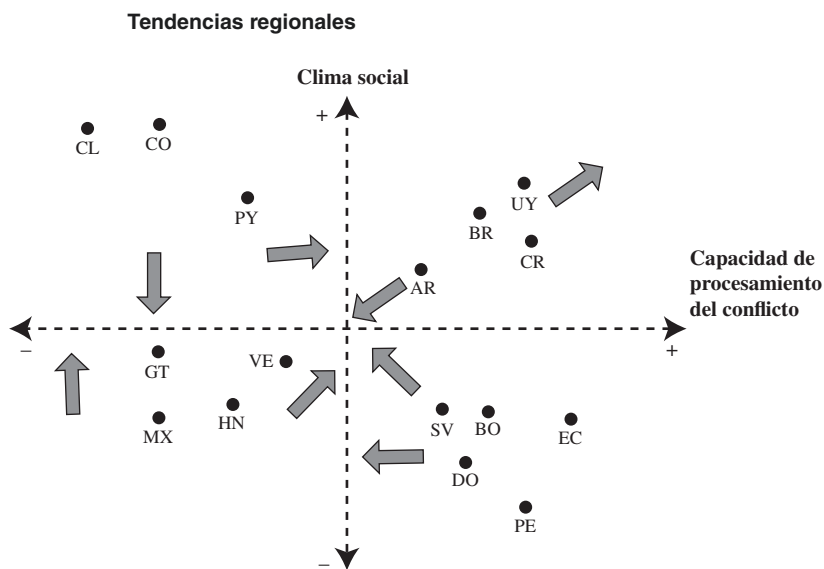 Tendencias regionales
Clima social
+
CL
CO
PY
UY
BR
CR
AR
Capacidad de
procesamiento
del conflicto
–
+
GT
VE
MX
HN
SV
BO
EC
DO
PE
–